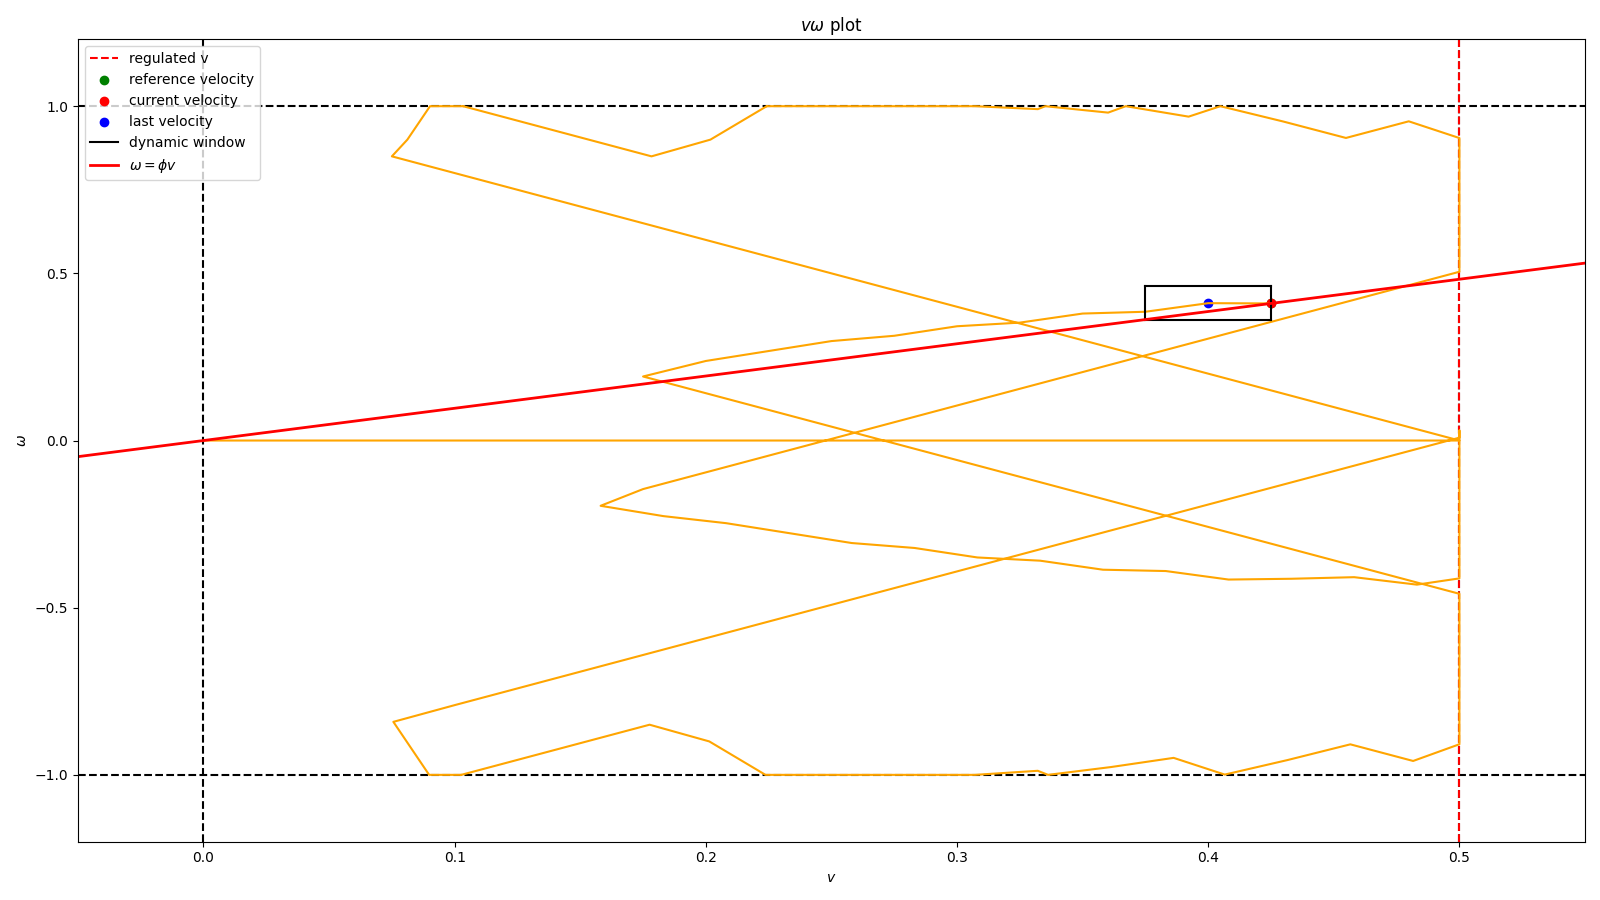 vω plot
regulated v
reference velocity
current velocity
last velocity
dynamic window
ω = ϕv
1.0
0.5
0.0
−0.5
−1.0
ω
0.0 0.1 0.2 0.3 0.4 0.5
v